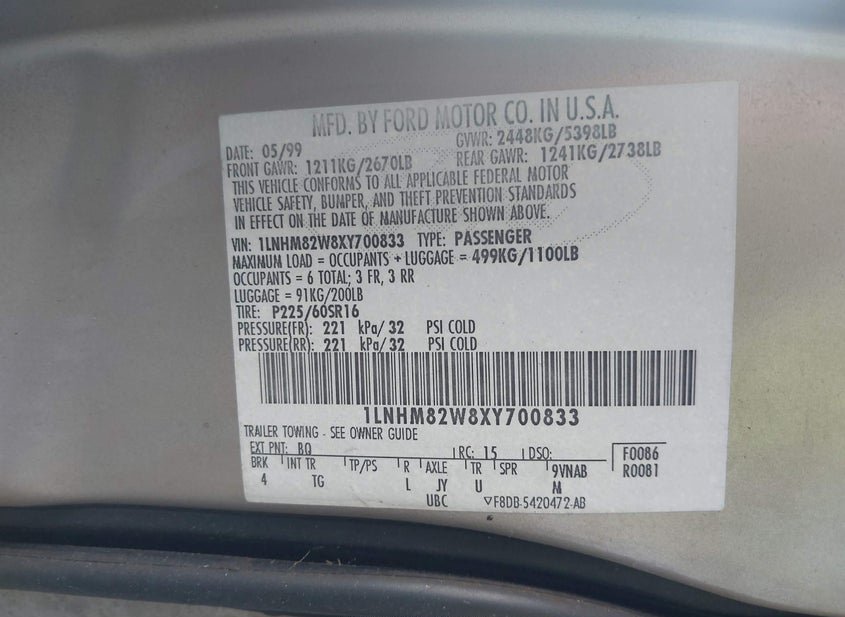 MFD. BY FORD MOTOR CO. IN U.S.A.
DATE: 05/99 GVWR: 2448KG/5398LB
FRONT GAWR: 1211KG/2670LB REAR GAWR: 1241KG/2738LB
THIS VEHICLE CONFORMS TO ALL APPLICABLE FEDERAL MOTOR
VEHICLE SAFETY, BUMPER, AND THEFT PREVENTION STANDARDS
IN EFFECT ON THE DATE OF MANUFACTURE SHOWN ABOVE.
VIN: 1LNHM82W8XY700833 TYPE: PASSENGER
MAXIMUM LOAD = OCCUPANTS + LUGGAGE = 499KG/1100LB
OCCUPANTS = 6 TOTAL; 3 FR, 3 RR
LUGGAGE = 91KG/200LB
TIRE: P225/60SR16
PRESSURE(FR): 221 kPa/ 32 PSI COLD
PRESSURE(RR): 221 kPa/ 32 PSI COLD
1LNHM82W8XY700833
TRAILER TOWING - SEE OWNER GUIDE
EXT PNT: BQ RC: 15 DSO: F0086
BRK INT TR TP/PS R AXLE TR SPR 9VNAB R0081
4 TG L JY U M
UBC ▽F8DB-5420472-AB